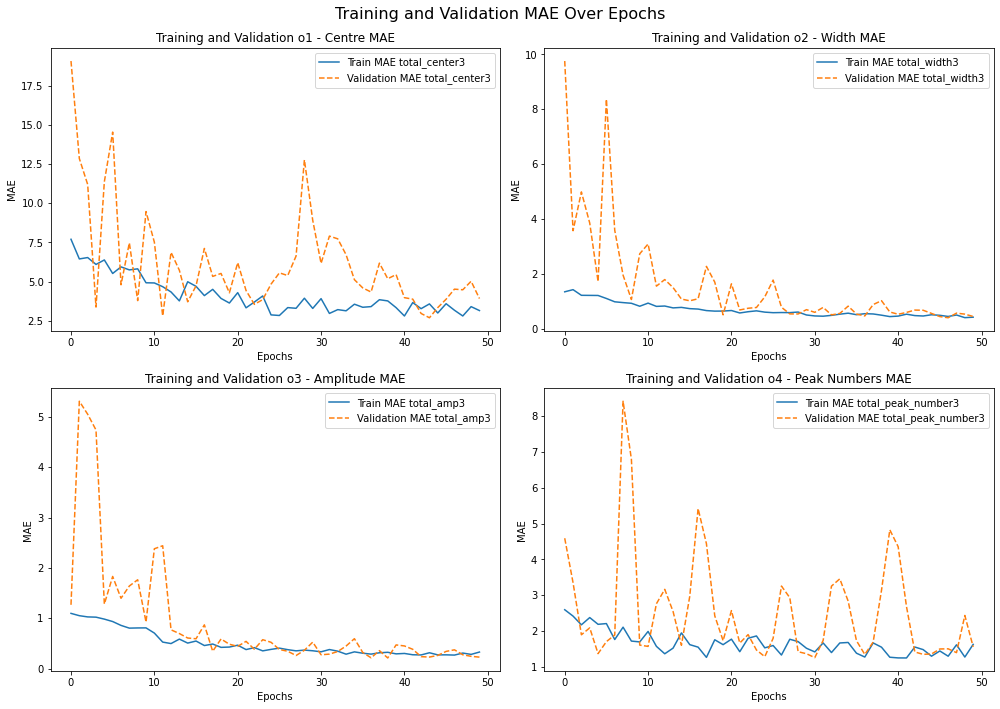 Training and Validation MAE Over Epochs
Training and Validation o1 - Centre MAE
Train MAE total_center3
Validation MAE total_center3
17.5
15.0
12.5
10.0
7.5
5.0
2.5
MAE
0 10 20 30 40 50
Epochs
Training and Validation o2 - Width MAE
Train MAE total_width3
Validation MAE total_width3
10
8
6
4
2
0
MAE
0 10 20 30 40 50
Epochs
Training and Validation o3 - Amplitude MAE
Train MAE total_amp3
Validation MAE total_amp3
5
4
3
2
1
0
MAE
0 10 20 30 40 50
Epochs
Training and Validation o4 - Peak Numbers MAE
Train MAE total_peak_number3
Validation MAE total_peak_number3
8
7
6
5
4
3
2
1
MAE
0 10 20 30 40 50
Epochs